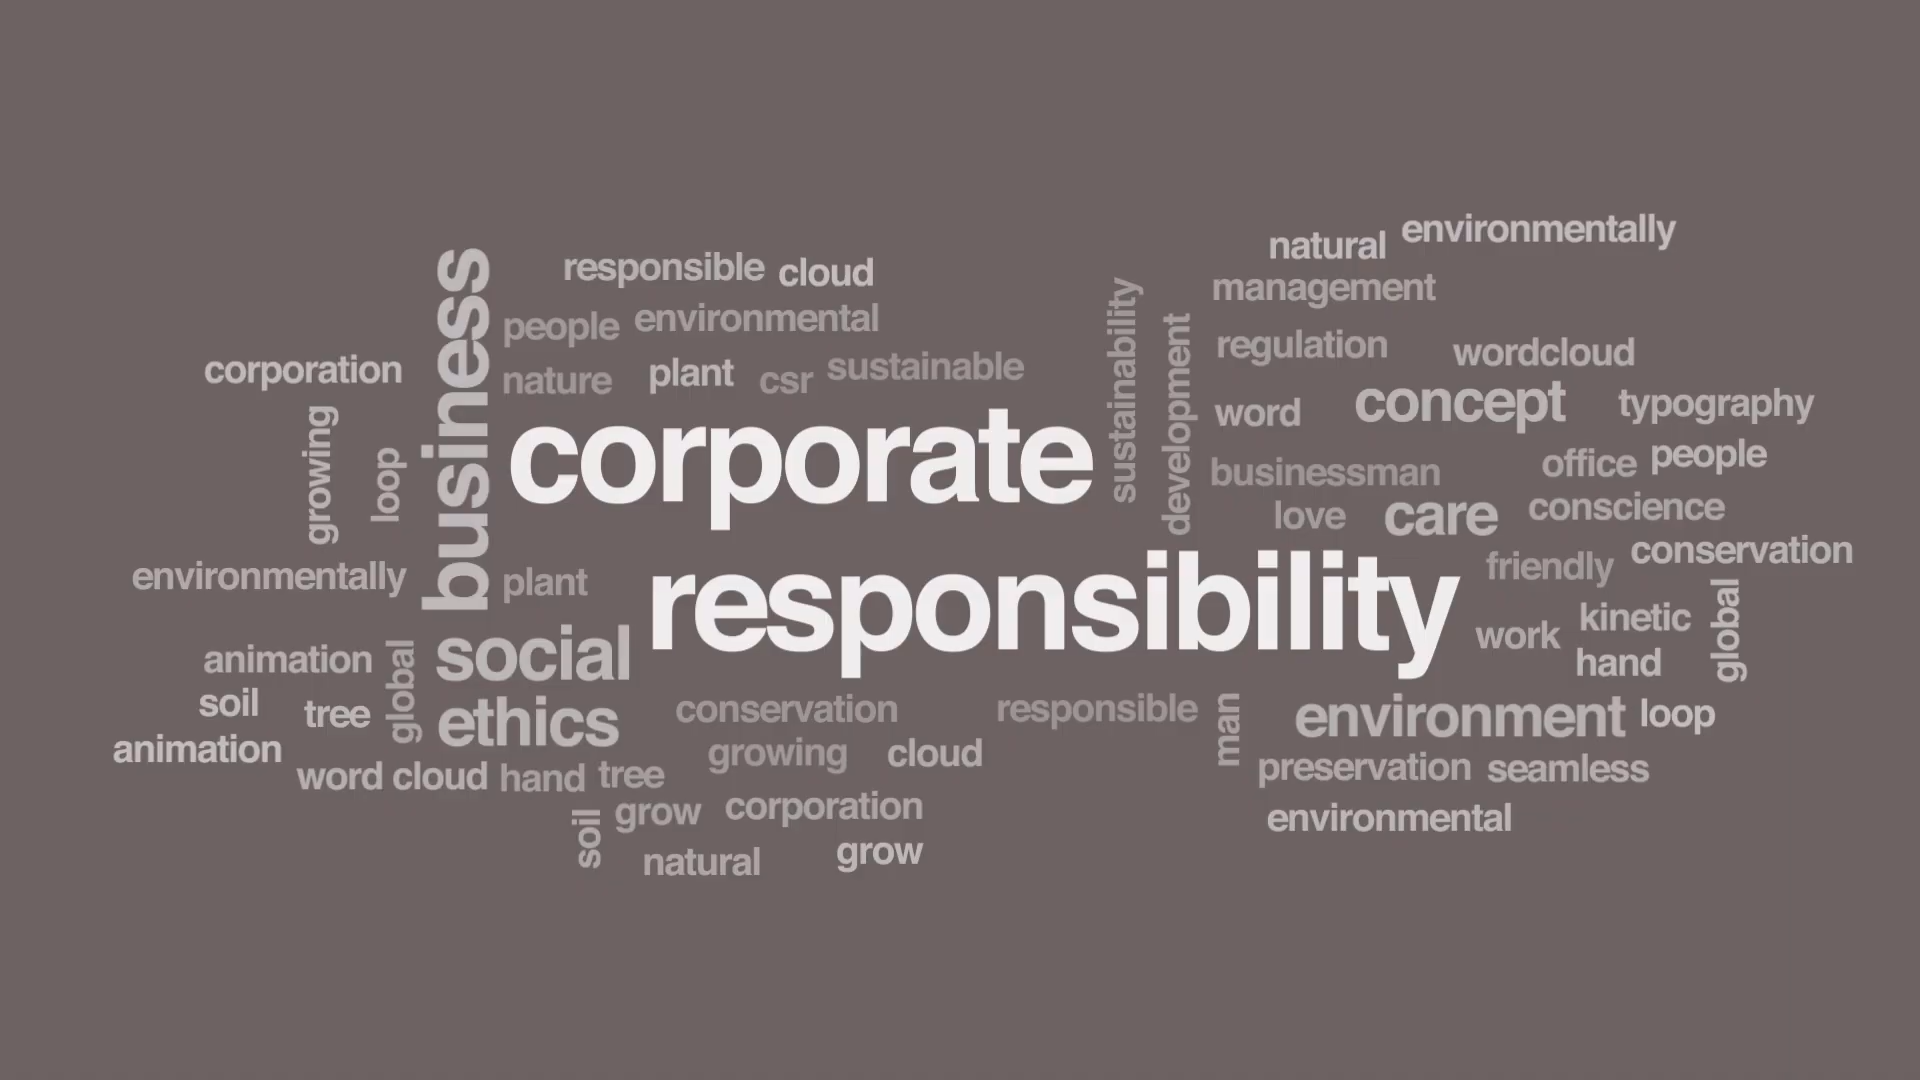 natural environmentally
responsible cloud
management
people environmental
sustainability
development
regulation
wordcloud
corporation
business
nature plant csr sustainable
word concept typography
growing
loop
corporate
businessman
office people
love care conscience
environmentally
plant
responsibility
friendly conservation
work kinetic
hand
global
animation
global
social
soil tree
ethics
conservation responsible
man
environment loop
animation
growing cloud
word cloud hand tree
preservation seamless
soil
grow corporation
environmental
natural grow